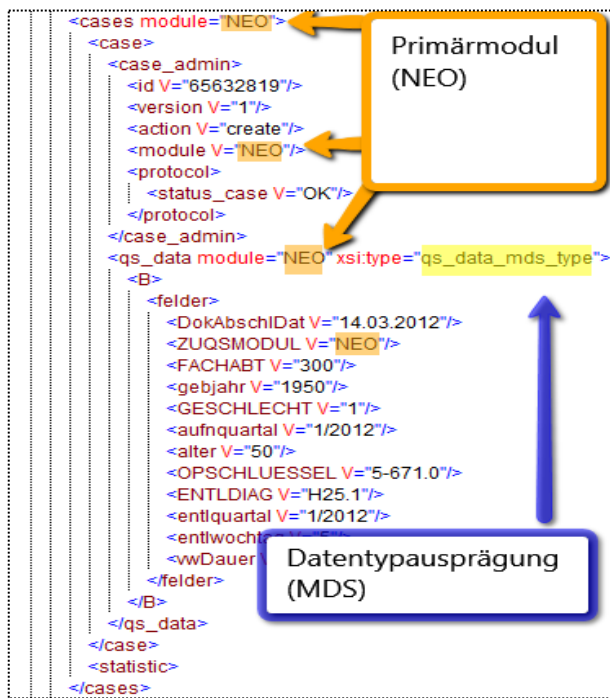 <cases module="NEO">
<case>
<case_admin>
<id V="65632819"/>
<version V="1"/>
<action V="create"/>
<module V="NEO"/>
<protocol>
<status_case V="OK"/>
</protocol>
</case_admin>
<qs_data module="NEO" xsi:type="qs_data_mds_type">
<B>
<felder>
<DokAbschlDat V="14.03.2012"/>
<ZUQSMODUL V="NEO"/>
<FACHABT V="300"/>
<gebjahr V="1950"/>
<GESCHLECHT V="1"/>
<aufnquartal V="1/2012"/>
<alter V="50"/>
<OPSCHLUESSEL V="5-671.0"/>
<ENTLDIAG V="H25.1"/>
<entlquartal V="1/2012"/>
<entlwochtag
<vwDauer
</felder>
</B>
</qs_data>
</case>
<statistic>
</cases>
Primärmodul
(NEO)
Datentypausprägung
(MDS)